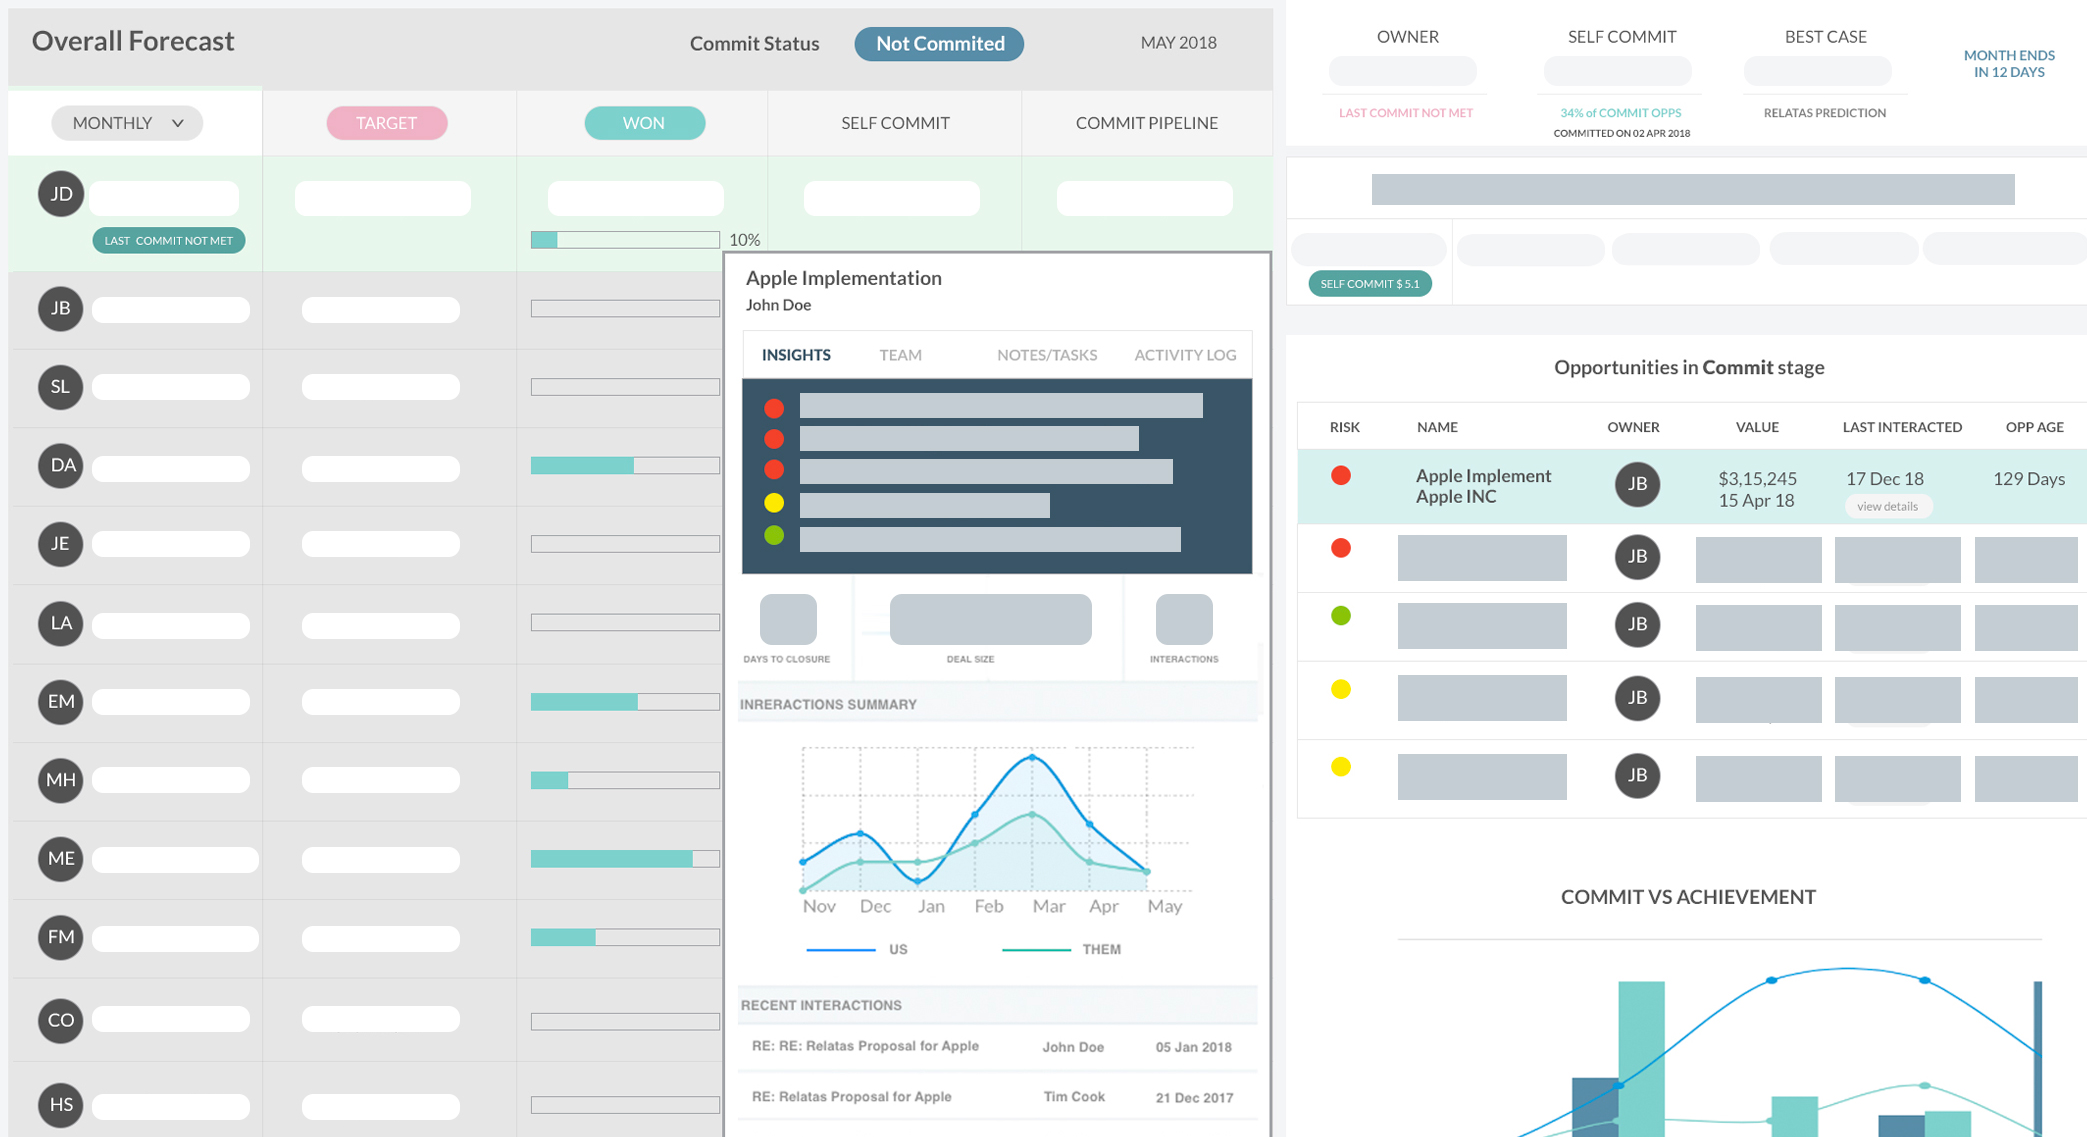 Overall Forecast
Commit Status
Not Commited
MAY 2018
MONTHLY
TARGET
WON
SELF COMMIT
COMMIT PIPELINE
JD
LAST COMMIT NOT MET
10%
JB
SL
DA
JE
LA
EM
MH
ME
FM
CO
HS
Apple Implementation
John Doe
INSIGHTS
TEAM
NOTES/TASKS
ACTIVITY LOG
DAYS TO CLOSURE
DEAL SIZE
INTERACTIONS
INRERACTIONS SUMMARY
Nov Dec Jan Feb Mar Apr May
US
THEM
RECENT INTERACTIONS
RE: RE: Relatas Proposal for Apple John Doe 05 Jan 2018
RE: Relatas Proposal for Apple Tim Cook 21 Dec 2017
OWNER
LAST COMMIT NOT MET
SELF COMMIT
34% of COMMIT OPPS
COMMITTED ON 02 APR 2018
BEST CASE
RELATAS PREDICTION
MONTH ENDS
IN 12 DAYS
SELF COMMIT $ 5.1
Opportunities in Commit stage
RISK NAME OWNER VALUE LAST INTERACTED OPP AGE
Apple Implement
Apple INC
JB
$3,15,245
15 Apr 18
17 Dec 18
view details
129 Days
JB
JB
JB
JB
COMMIT VS ACHIEVEMENT